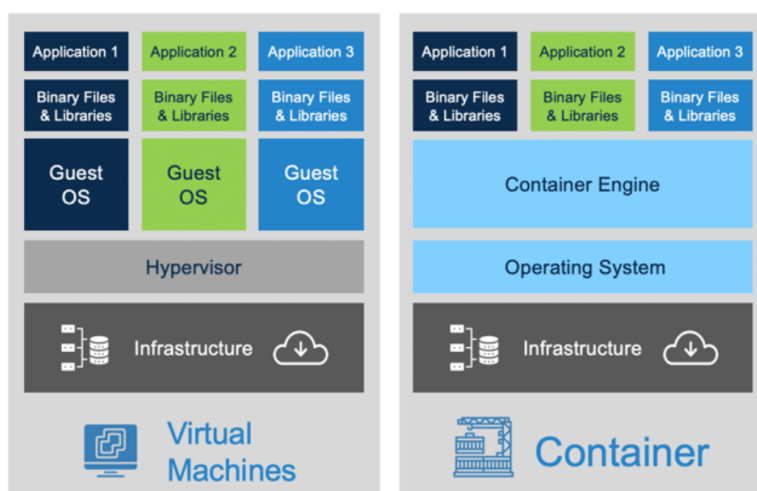 Application 1
Application 2
Application 3
Binary Files
& Libraries
Binary Files
& Libraries
Binary Files
& Libraries
Guest
OS
Guest
OS
Guest
OS
Hypervisor
Infrastructure
Virtual
Machines
Application 1
Application 2
Application 3
Binary Files
& Libraries
Binary Files
& Libraries
Binary Files
& Libraries
Container Engine
Operating System
Infrastructure
Container